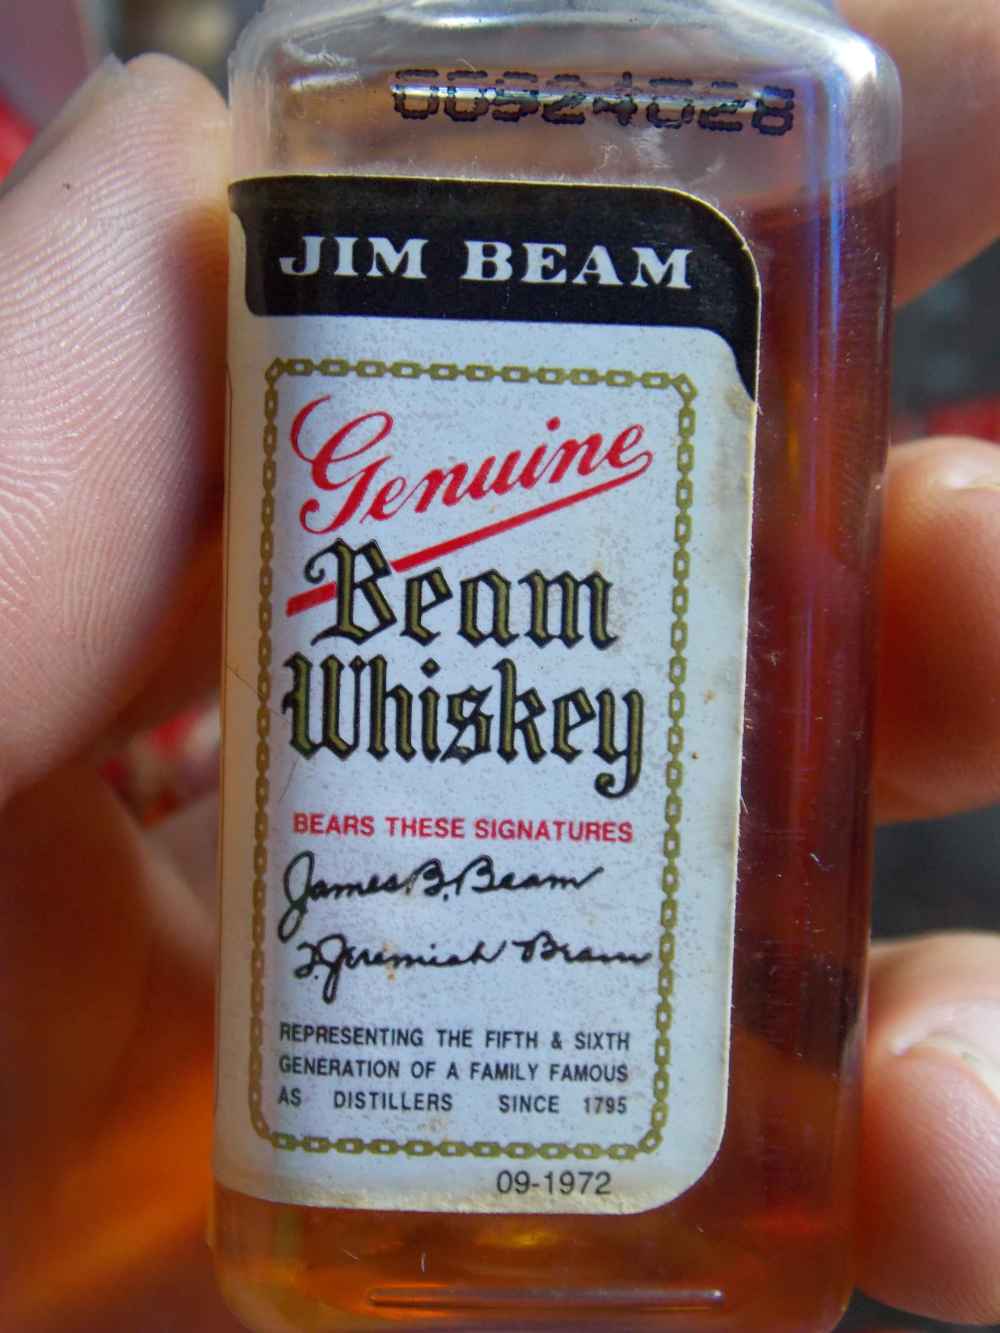 00924028
JIM BEAM
Genuine
Beam
Whiskey
BEARS THESE SIGNATURES
James B. Beam
T. Jeremiah Beam
REPRESENTING THE FIFTH & SIXTH
GENERATION OF A FAMILY FAMOUS
AS DISTILLERS SINCE 1795
09-1972